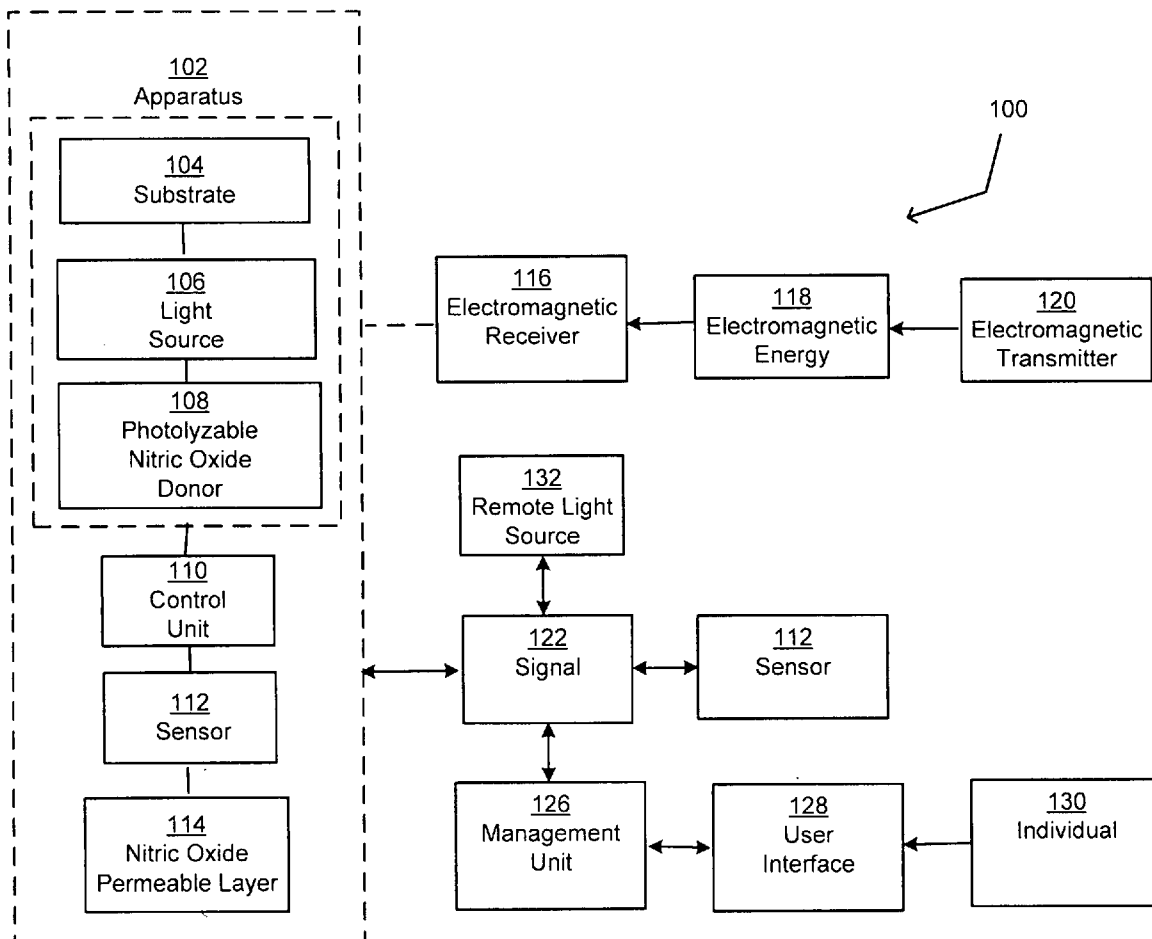 102
Apparatus
104
Substrate
106
Light
Source
108
Photolyzable
Nitric Oxide
Donor
110
Control
Unit
112
Sensor
114
Nitric Oxide
Permeable Layer
100
116
Electromagnetic
Receiver
118
Electromagnetic
Energy
120
Electromagnetic
Transmitter
132
Remote Light
Source
122
Signal
112
Sensor
126
Management
Unit
128
User
Interface
130
Individual